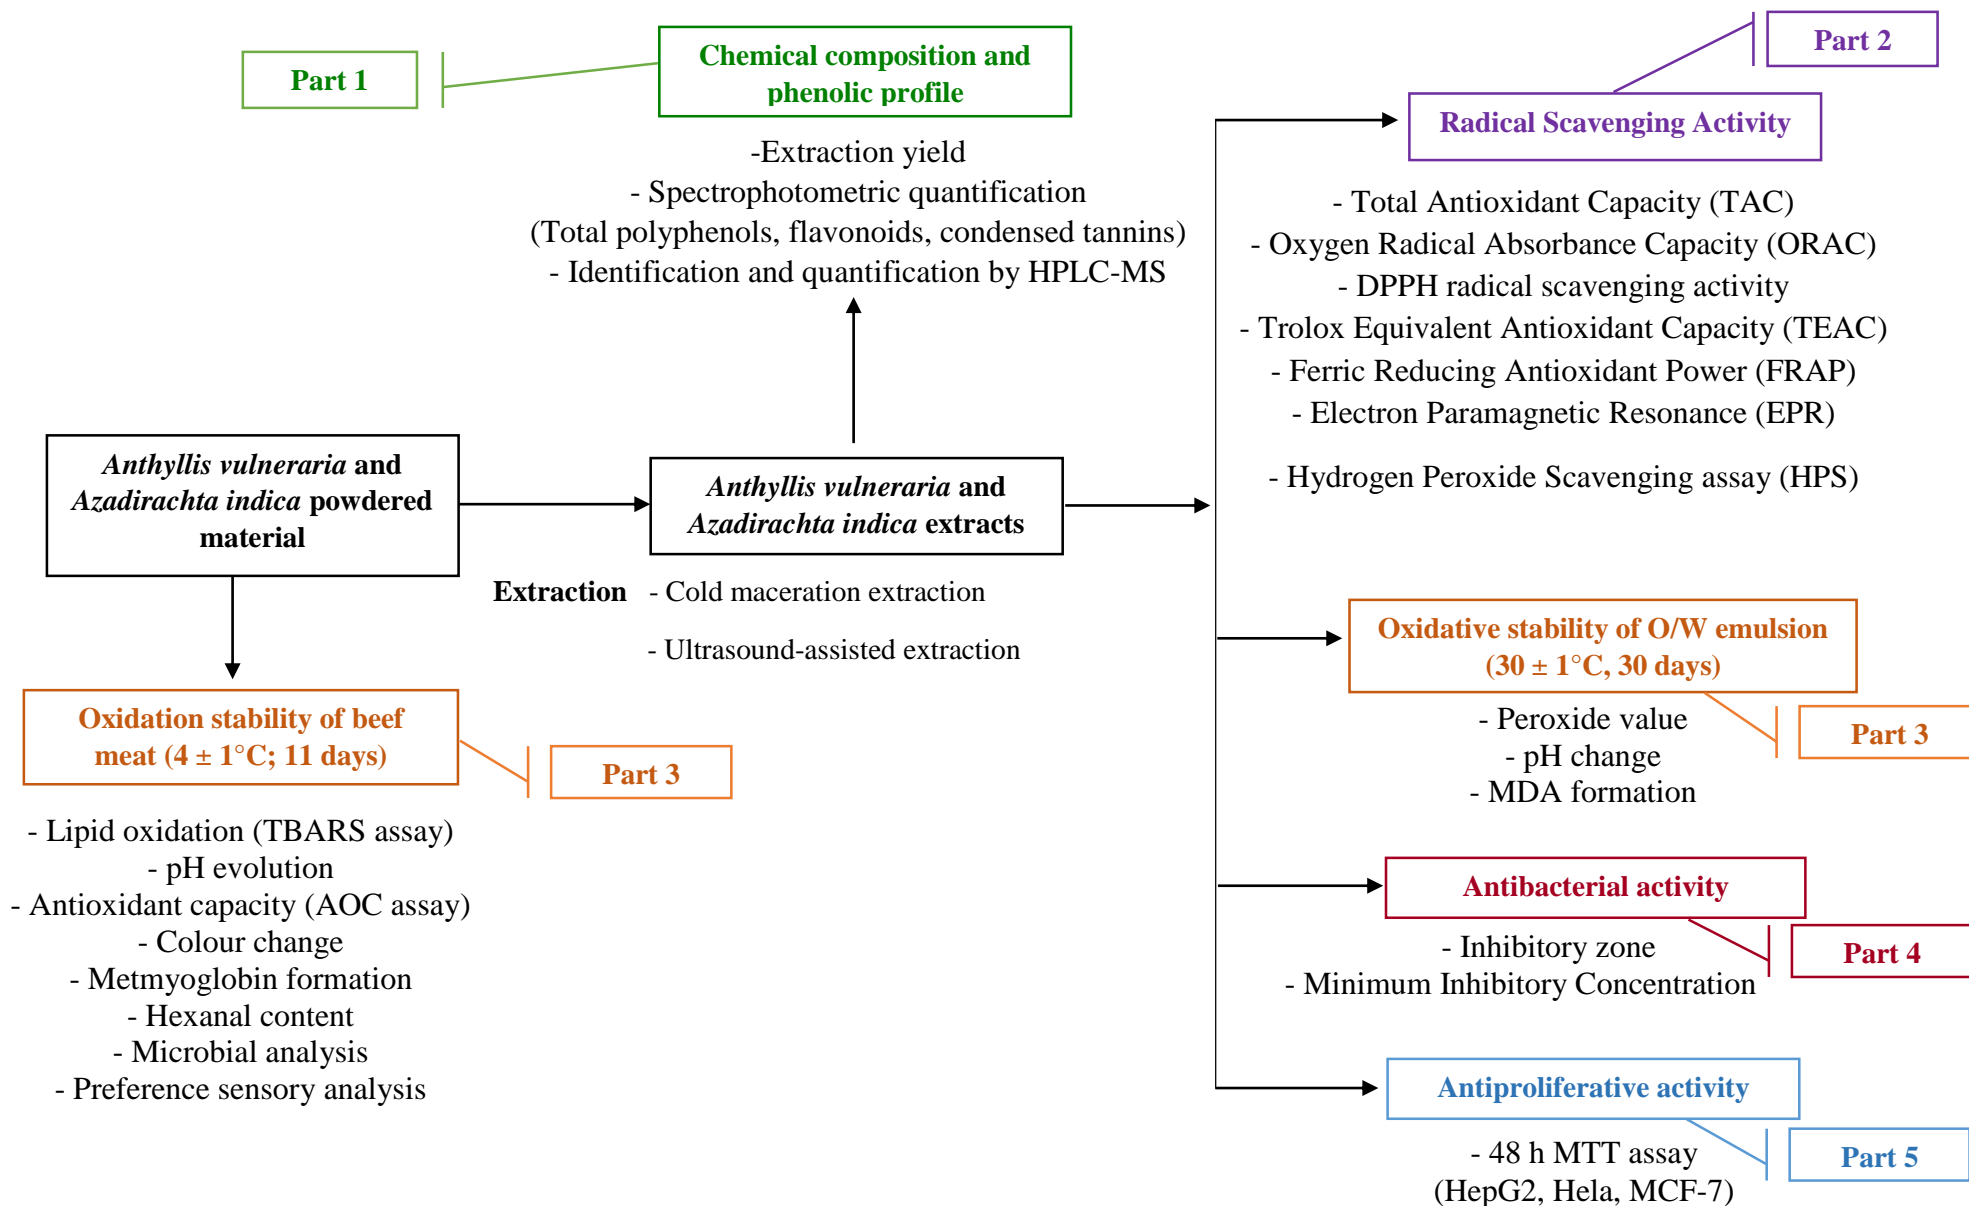 Part 1
Chemical composition and
phenolic profile
-Extraction yield
- Spectrophotometric quantification
(Total polyphenols, flavonoids, condensed tannins)
- Identification and quantification by HPLC-MS
Part 2
Radical Scavenging Activity
- Total Antioxidant Capacity (TAC)
- Oxygen Radical Absorbance Capacity (ORAC)
- DPPH radical scavenging activity
- Trolox Equivalent Antioxidant Capacity (TEAC)
- Ferric Reducing Antioxidant Power (FRAP)
- Electron Paramagnetic Resonance (EPR)
- Hydrogen Peroxide Scavenging assay (HPS)
Anthyllis vulneraria and
Azadirachta indica powdered
material
Anthyllis vulneraria and
Azadirachta indica extracts
Extraction - Cold maceration extraction
- Ultrasound-assisted extraction
Oxidation stability of beef
meat (4 ± 1°C; 11 days)
Part 3
- Lipid oxidation (TBARS assay)
- pH evolution
- Antioxidant capacity (AOC assay)
- Colour change
- Metmyoglobin formation
- Hexanal content
- Microbial analysis
- Preference sensory analysis
Oxidative stability of O/W emulsion
(30 ± 1°C, 30 days)
Part 3
- Peroxide value
- pH change
- MDA formation
Antibacterial activity
Part 4
- Inhibitory zone
- Minimum Inhibitory Concentration
Antiproliferative activity
Part 5
- 48 h MTT assay
(HepG2, Hela, MCF-7)